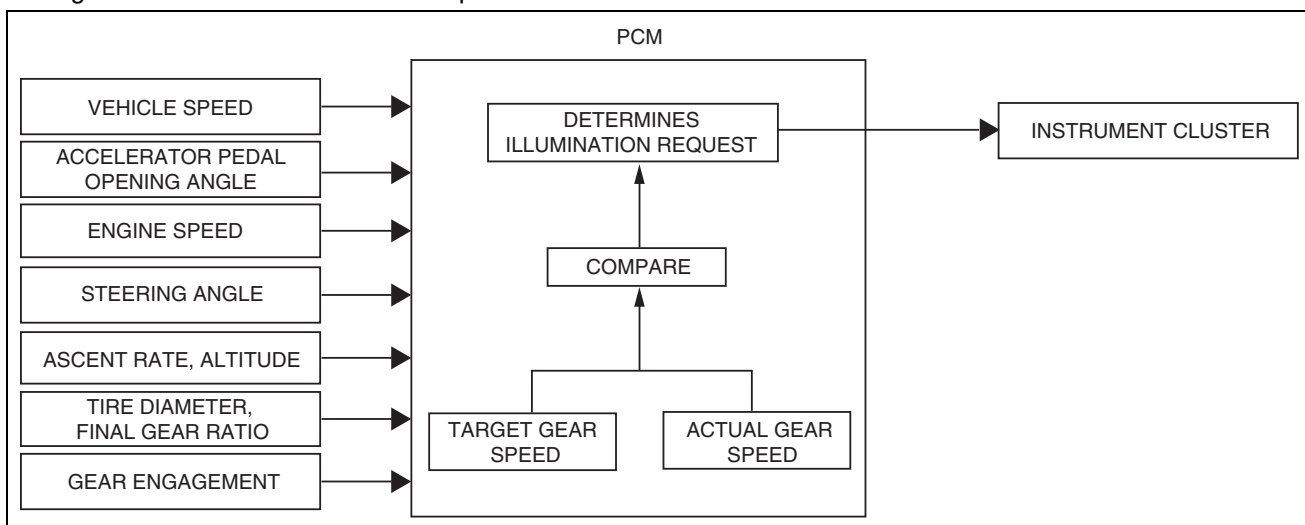 PCM
VEHICLE SPEED
ACCELERATOR PEDAL
OPENING ANGLE
ENGINE SPEED
STEERING ANGLE
ASCENT RATE, ALTITUDE
TIRE DIAMETER,
FINAL GEAR RATIO
GEAR ENGAGEMENT
DETERMINES
ILLUMINATION REQUEST
COMPARE
TARGET GEAR
SPEED
ACTUAL GEAR
SPEED
INSTRUMENT CLUSTER